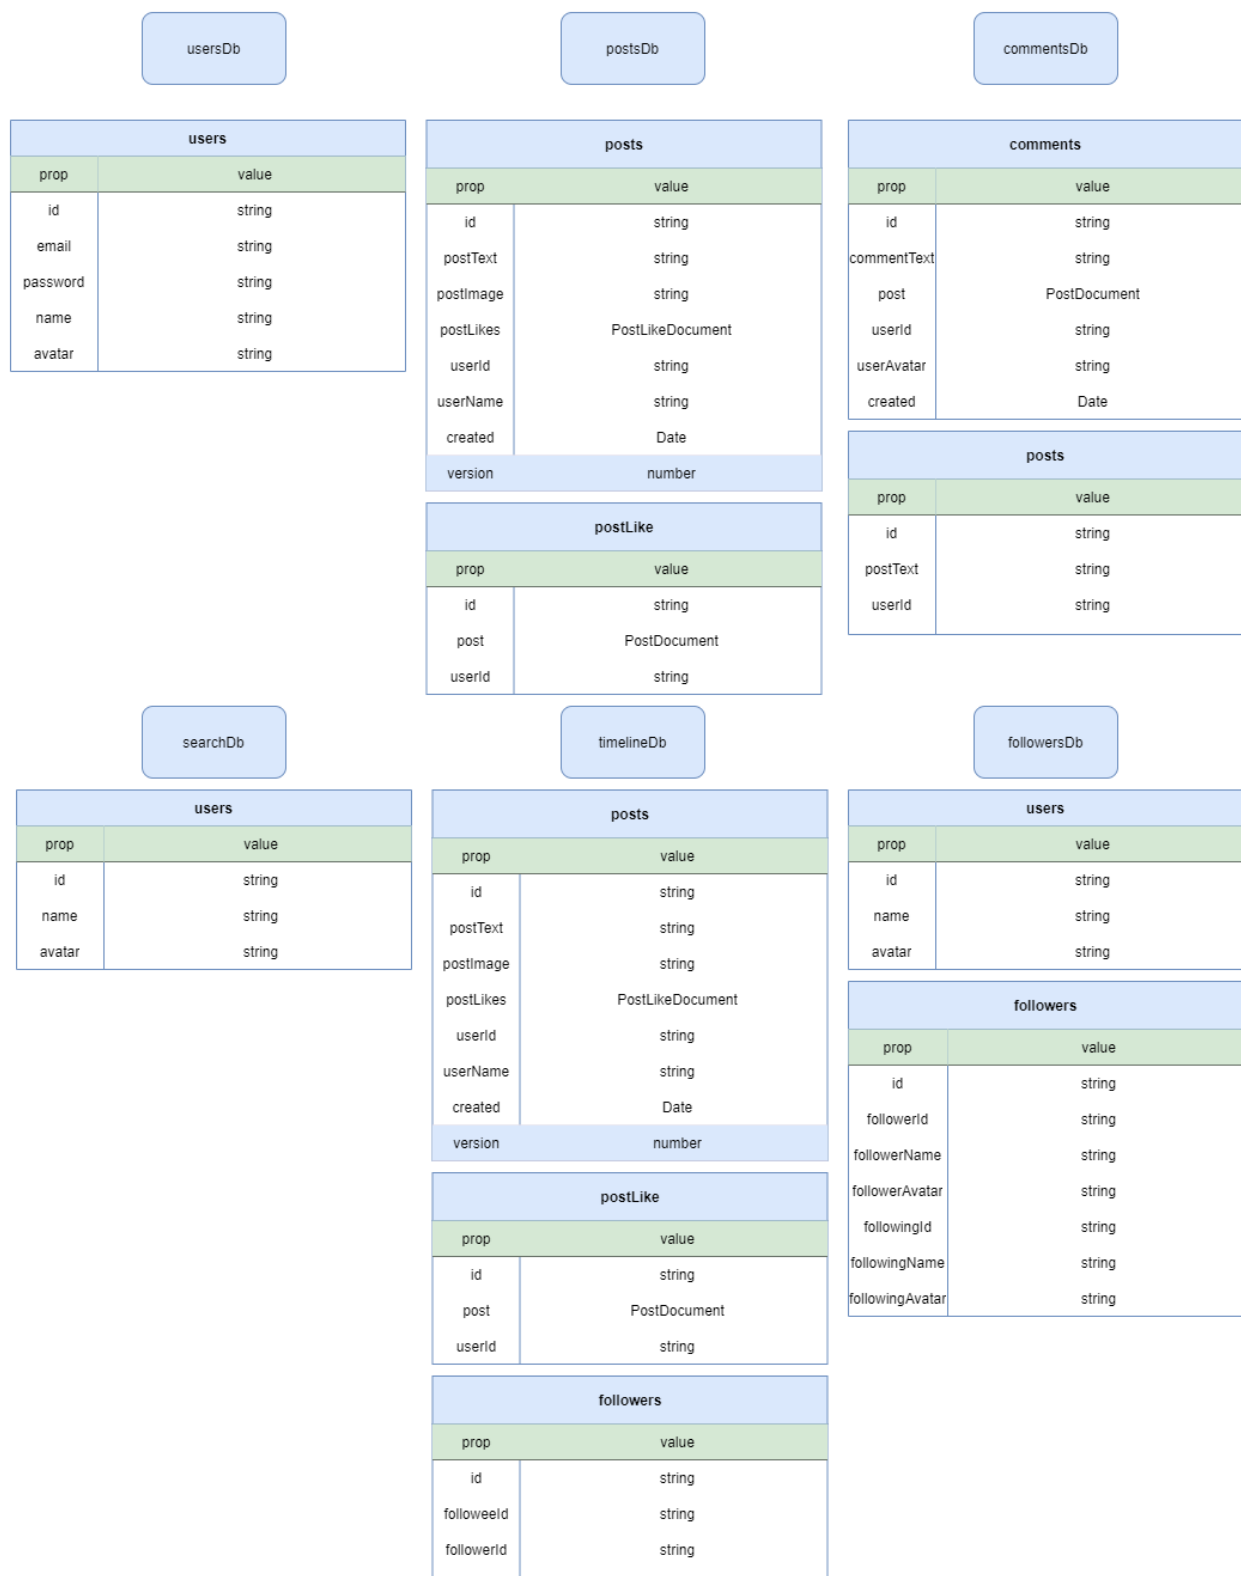 usersDb
postsDb
commentsDb
users
prop value
id string
email string
password string
name string
avatar string
posts
prop value
id string
postText string
postImage string
postLikes PostLikeDocument
userId string
userName string
created Date
version number
postLike
prop value
id string
post PostDocument
userId string
comments
prop value
id string
commentText string
post PostDocument
userId string
userAvatar string
created Date
posts
prop value
id string
postText string
userId string
searchDb
timelineDb
followersDb
users
prop value
id string
name string
avatar string
posts
prop value
id string
postText string
postImage string
postLikes PostLikeDocument
userId string
userName string
created Date
version number
postLike
prop value
id string
post PostDocument
userId string
followers
prop value
id string
followeeId string
followerId string
users
prop value
id string
name string
avatar string
followers
prop value
id string
followerId string
followerName string
followerAvatar string
followingId string
followingName string
followingAvatar string